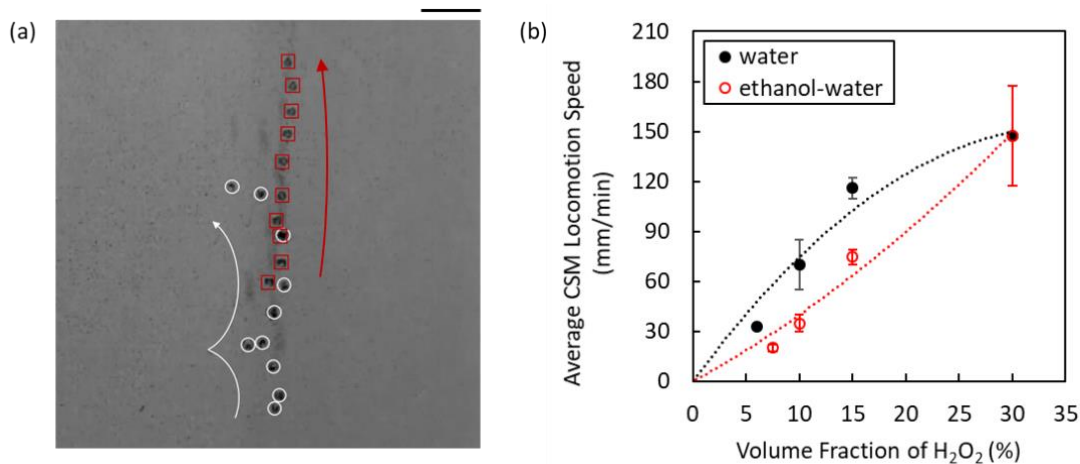 (a)
(b)
Average CSM Locomotion Speed
(mm/min)
210
180
150
120
90
60
30
0
water
ethanol-water
0 5 10 15 20 25 30 35
Volume Fraction of H₂O₂ (%)